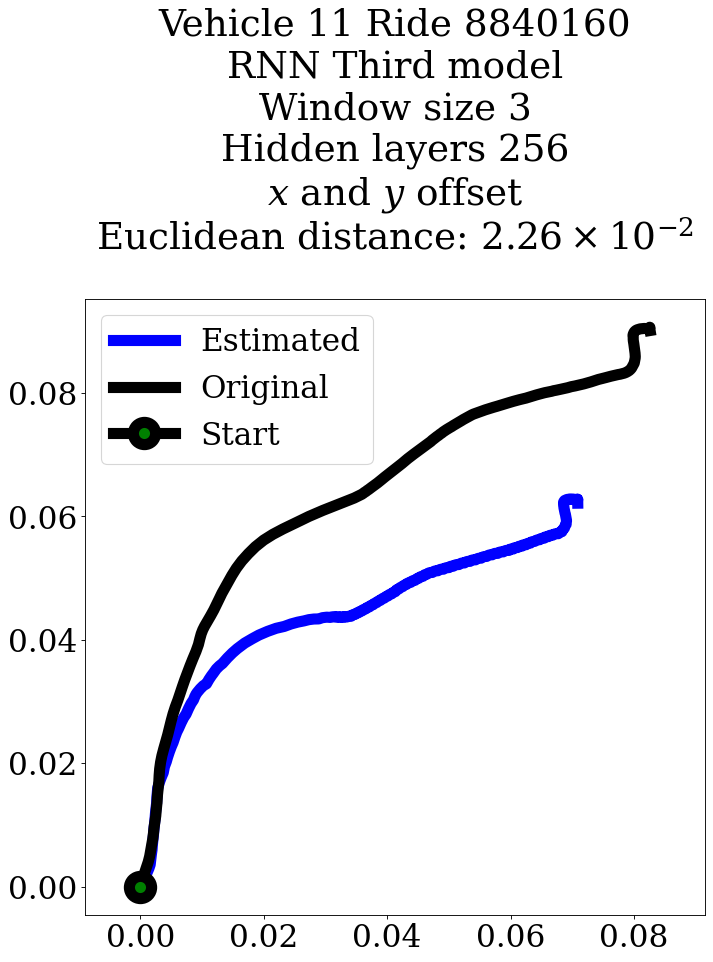 Vehicle 11 Ride 8840160
RNN Third model
Window size 3
Hidden layers 256
x and y offset
Euclidean distance: 2.26 × 10⁻²
Estimated
Original
Start
0.08
0.06
0.04
0.02
0.00
0.00 0.02 0.04 0.06 0.08